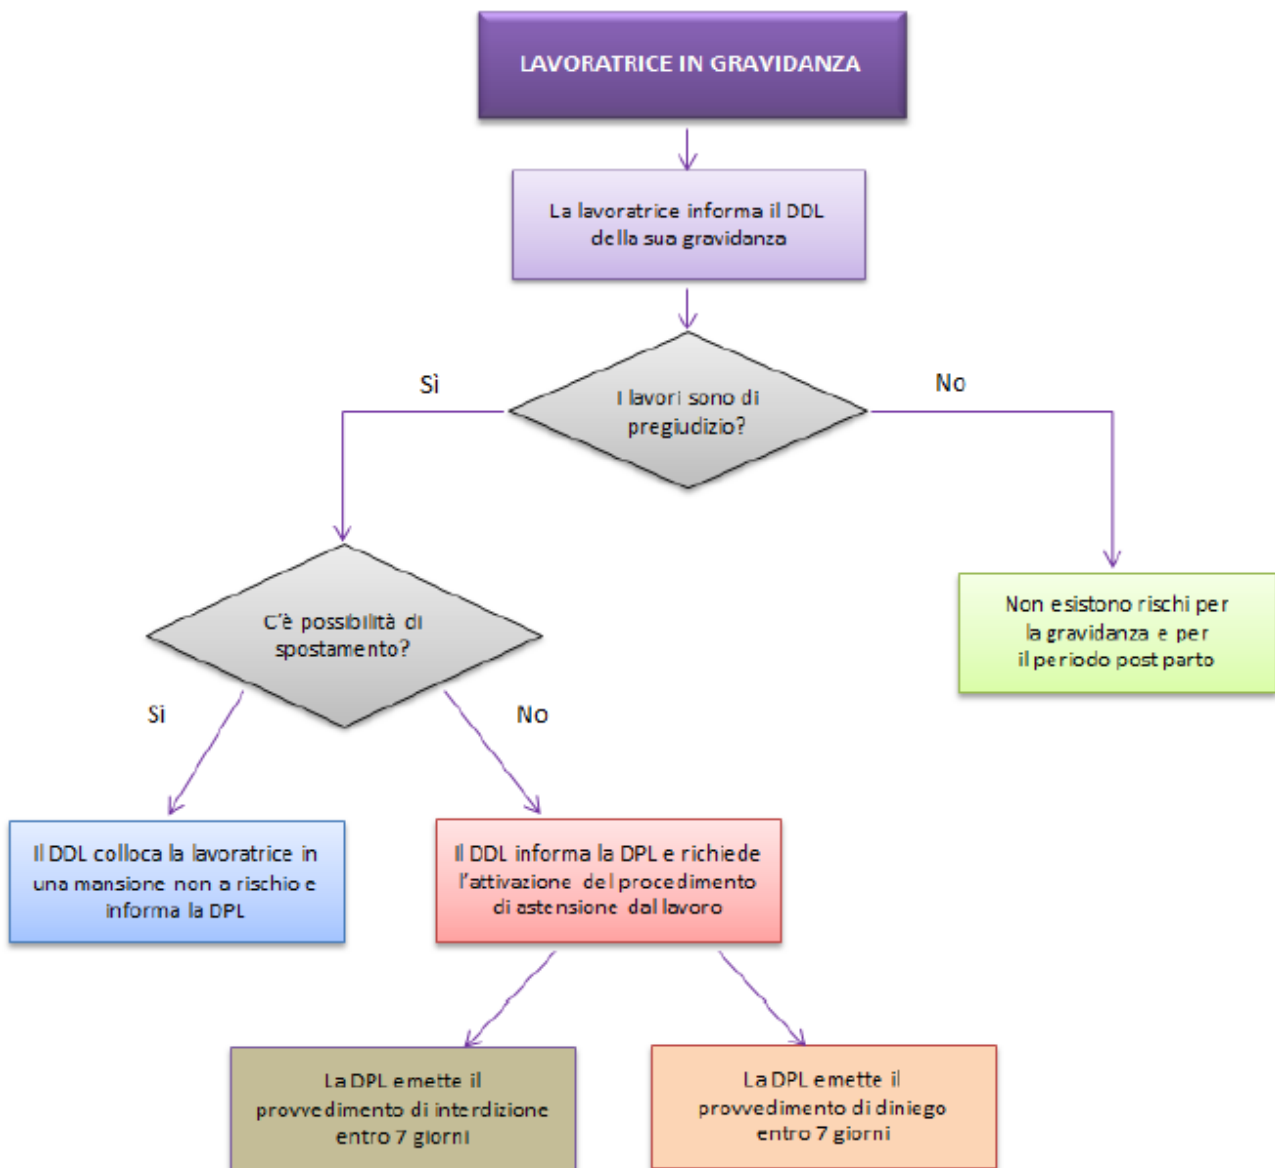 LAVORATRICE IN GRAVIDANZA
La lavoratrice informa il DDL
della sua gravidanza
Sì
No
I lavori sono di
pregiudizio?
C'è possibilità di
spostamento?
Non esistono rischi per
la gravidanza e per
il periodo post parto
Sì
No
Il DDL colloca la lavoratrice in
una mansione non a rischio e
informa la DPL
Il DDL informa la DPL e richiede
l'attivazione del procedimento
di astensione dal lavoro
La DPL emette il
provvedimento di interdizione
entro 7 giorni
La DPL emette il
provvedimento di diniego
entro 7 giorni